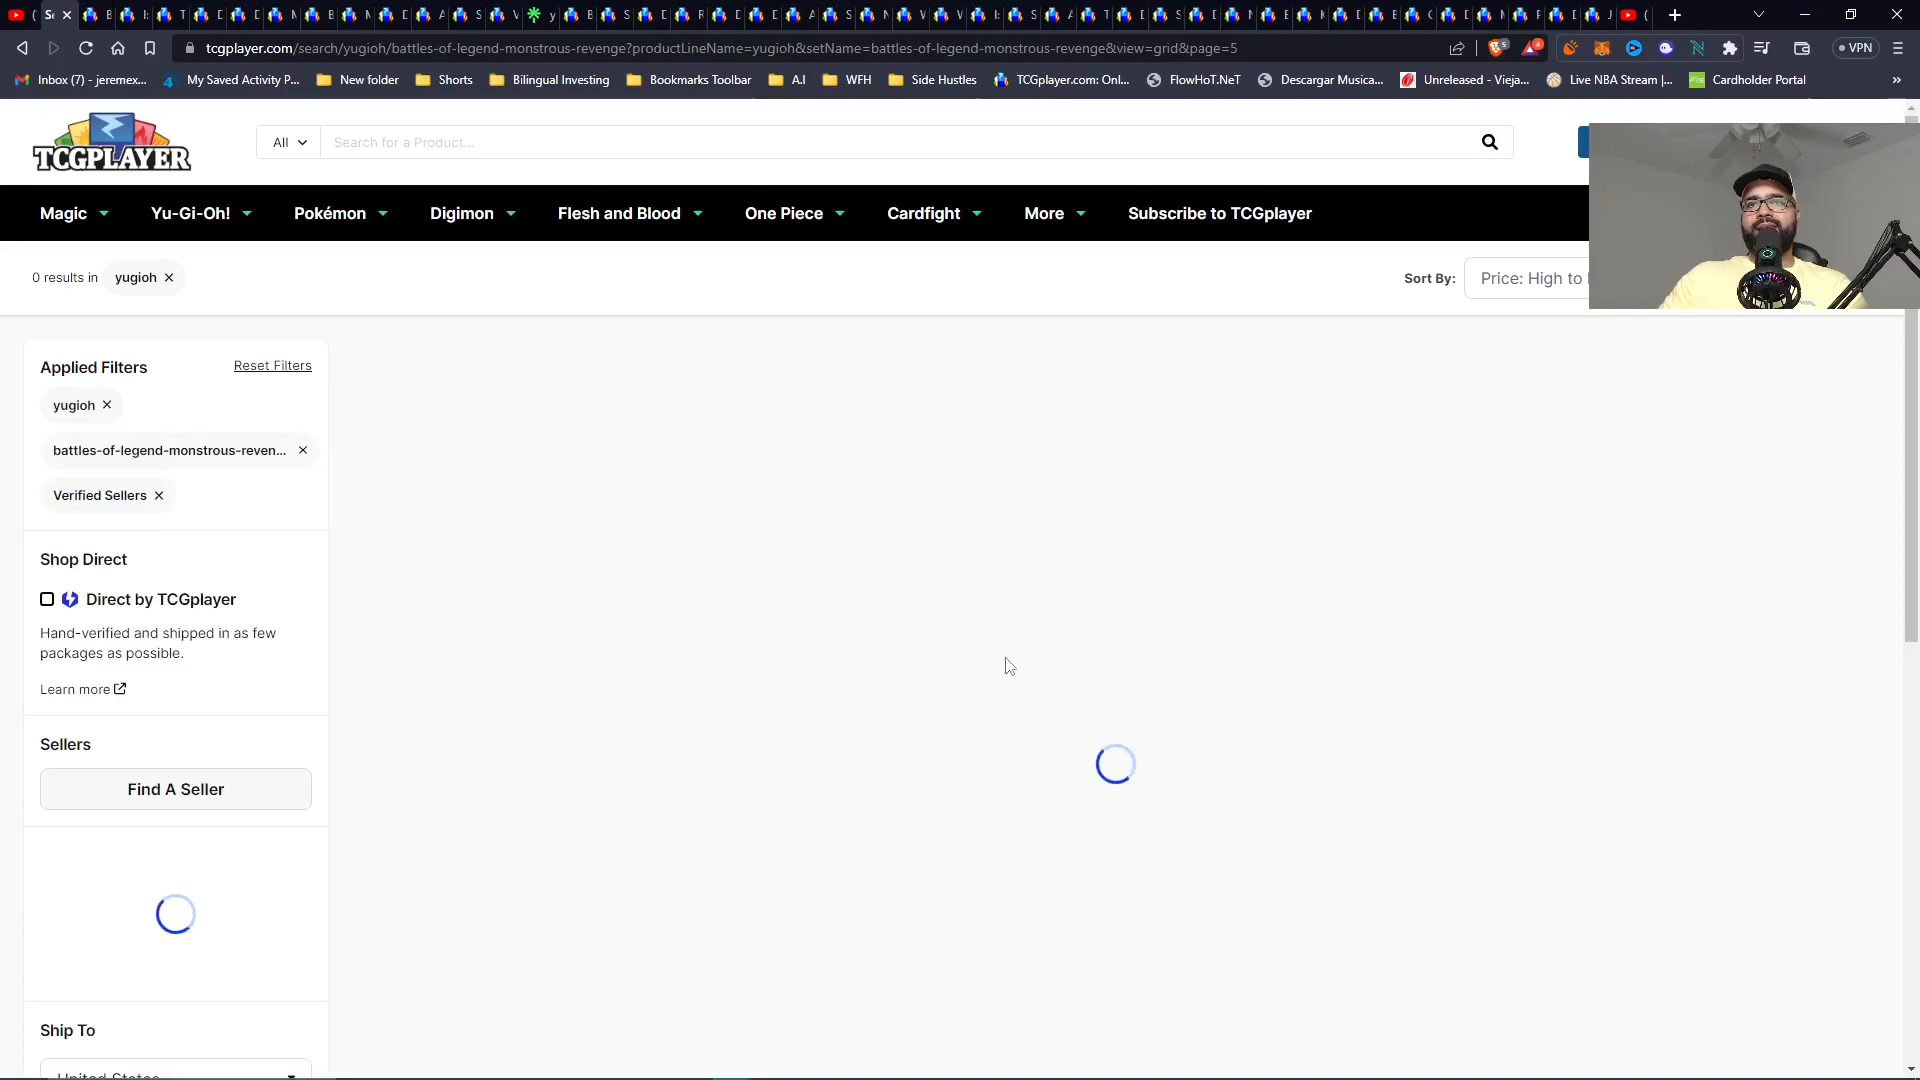 tcgplayer.com/search/yugioh/battles-of-legend-monstrous-revenge?productLineName=yugioh&setName=battles-of-legend-monstrous-revenge&view=grid&page=5
VPN
Inbox (7) - jeremex... My Saved Activity P... New folder Shorts Bilingual Investing Bookmarks Toolbar A.I WFH Side Hustles TCGplayer.com: Onl... FlowHoT.NeT Descargar Musica... Unreleased - Vieja... Live NBA Stream |... Cardholder Portal
TCGPLAYER
All Search for a Product...
Magic Yu-Gi-Oh! Pokémon Digimon Flesh and Blood One Piece Cardfight More Subscribe to TCGplayer
0 results in yugioh
Sort By: Price: High to
Applied Filters Reset Filters
yugioh
battles-of-legend-monstrous-reven...
Verified Sellers
Shop Direct
Direct by TCGplayer
Hand-verified and shipped in as few
packages as possible.
Learn more
Sellers
Find A Seller
Ship To
United States